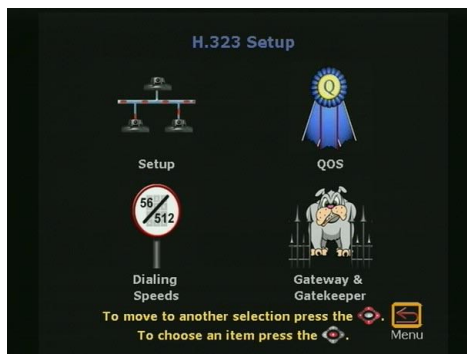 H.323 Setup
Setup
QOS
Q
56
512
Dialing
Speeds
Gateway &
Gatekeeper
To move to another selection press the .
To choose an item press the .
Menu